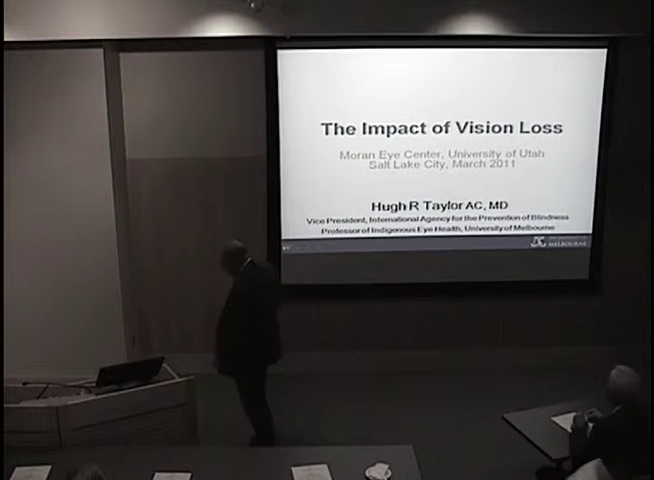 The Impact of Vision Loss
Moran Eye Center, University of Utah
Salt Lake City, March 2011
Hugh R Taylor AC, MD
Vice President, International Agency for the Prevention of Blindness
Professor of Indigenous Eye Health, University of Melbourne
MELBOURNE